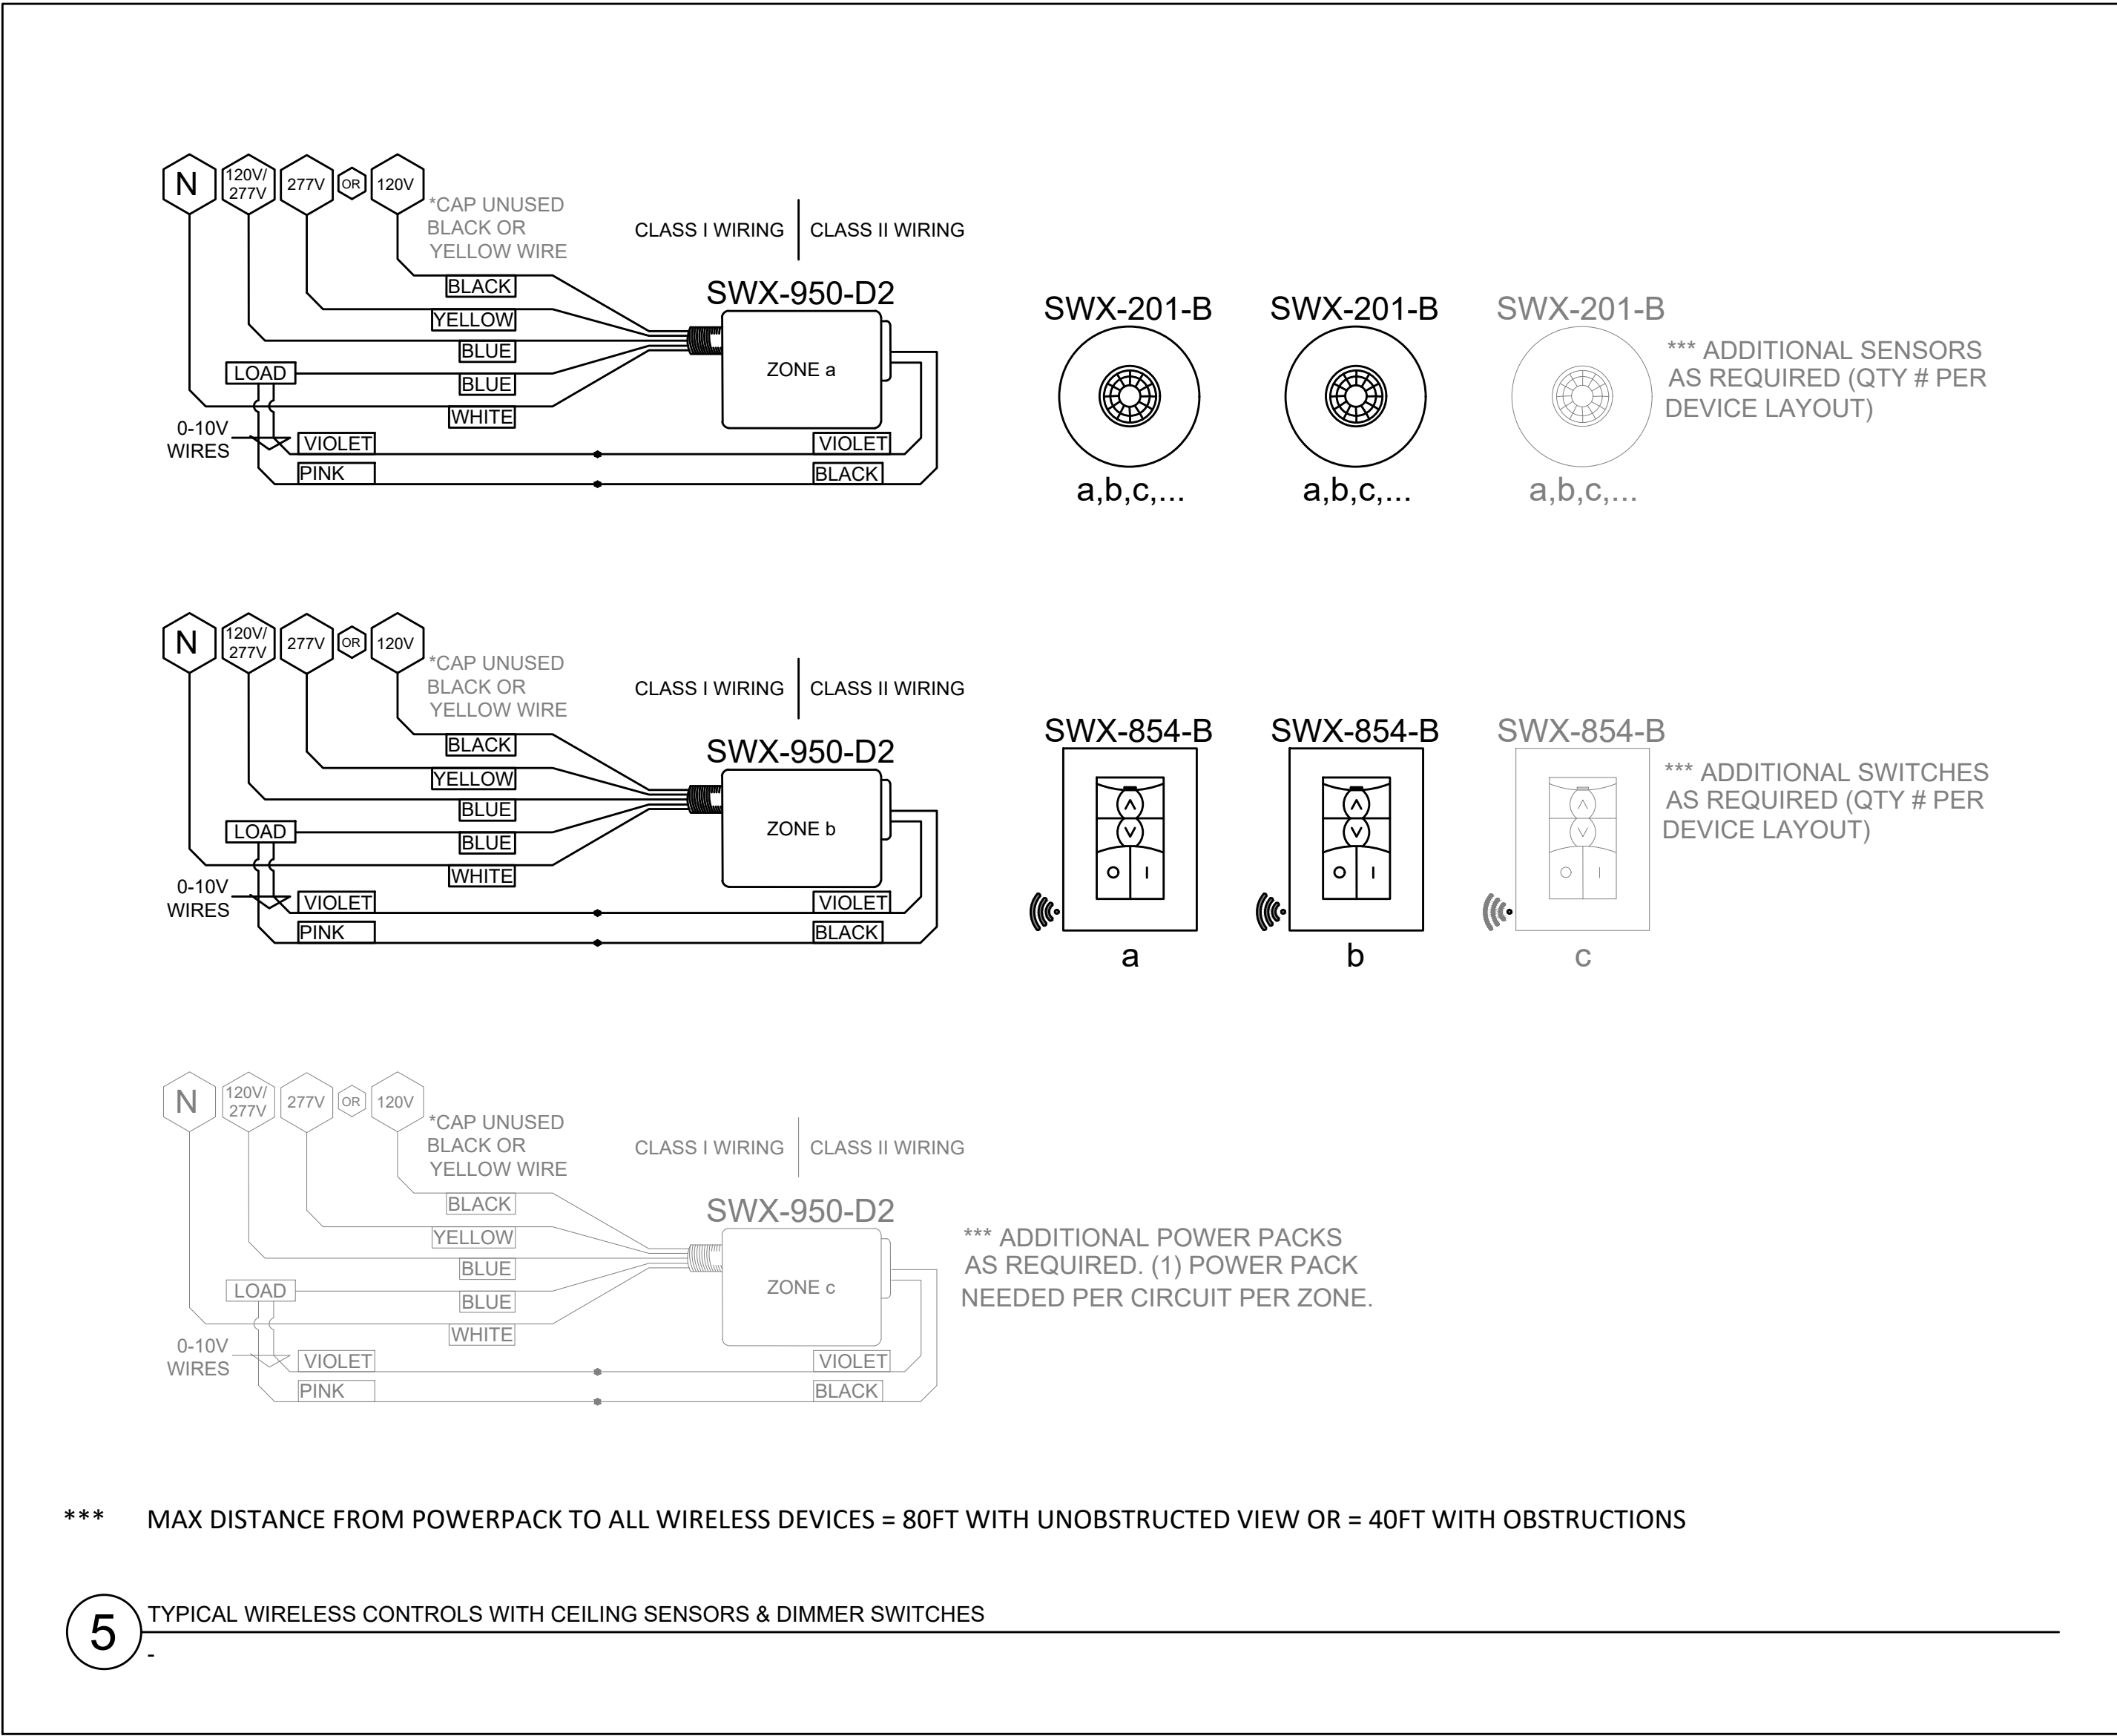 N
120V/
277V
277V
OR
120V
*CAP UNUSED
BLACK OR
YELLOW WIRE
CLASS I WIRING
CLASS II WIRING
BLACK
YELLOW
BLUE
LOAD
BLUE
WHITE
0-10V
WIRES
VIOLET
PINK
SWX-950-D2
ZONE a
VIOLET
BLACK
SWX-201-B
a,b,c,...
SWX-201-B
a,b,c,...
SWX-201-B
a,b,c,...
*** ADDITIONAL SENSORS
AS REQUIRED (QTY # PER
DEVICE LAYOUT)
N
120V/
277V
277V
OR
120V
*CAP UNUSED
BLACK OR
YELLOW WIRE
CLASS I WIRING
CLASS II WIRING
BLACK
YELLOW
BLUE
LOAD
BLUE
WHITE
0-10V
WIRES
VIOLET
PINK
SWX-950-D2
ZONE b
VIOLET
BLACK
SWX-854-B
O I
a
SWX-854-B
O I
b
SWX-854-B
O I
c
*** ADDITIONAL SWITCHES
AS REQUIRED (QTY # PER
DEVICE LAYOUT)
N
120V/
277V
277V
OR
120V
*CAP UNUSED
BLACK OR
YELLOW WIRE
CLASS I WIRING
CLASS II WIRING
BLACK
YELLOW
BLUE
LOAD
BLUE
WHITE
0-10V
WIRES
VIOLET
PINK
SWX-950-D2
ZONE c
VIOLET
BLACK
*** ADDITIONAL POWER PACKS
AS REQUIRED. (1) POWER PACK
NEEDED PER CIRCUIT PER ZONE.
*** MAX DISTANCE FROM POWERPACK TO ALL WIRELESS DEVICES = 80FT WITH UNOBSTRUCTED VIEW OR = 40FT WITH OBSTRUCTIONS
5
TYPICAL WIRELESS CONTROLS WITH CEILING SENSORS & DIMMER SWITCHES
-